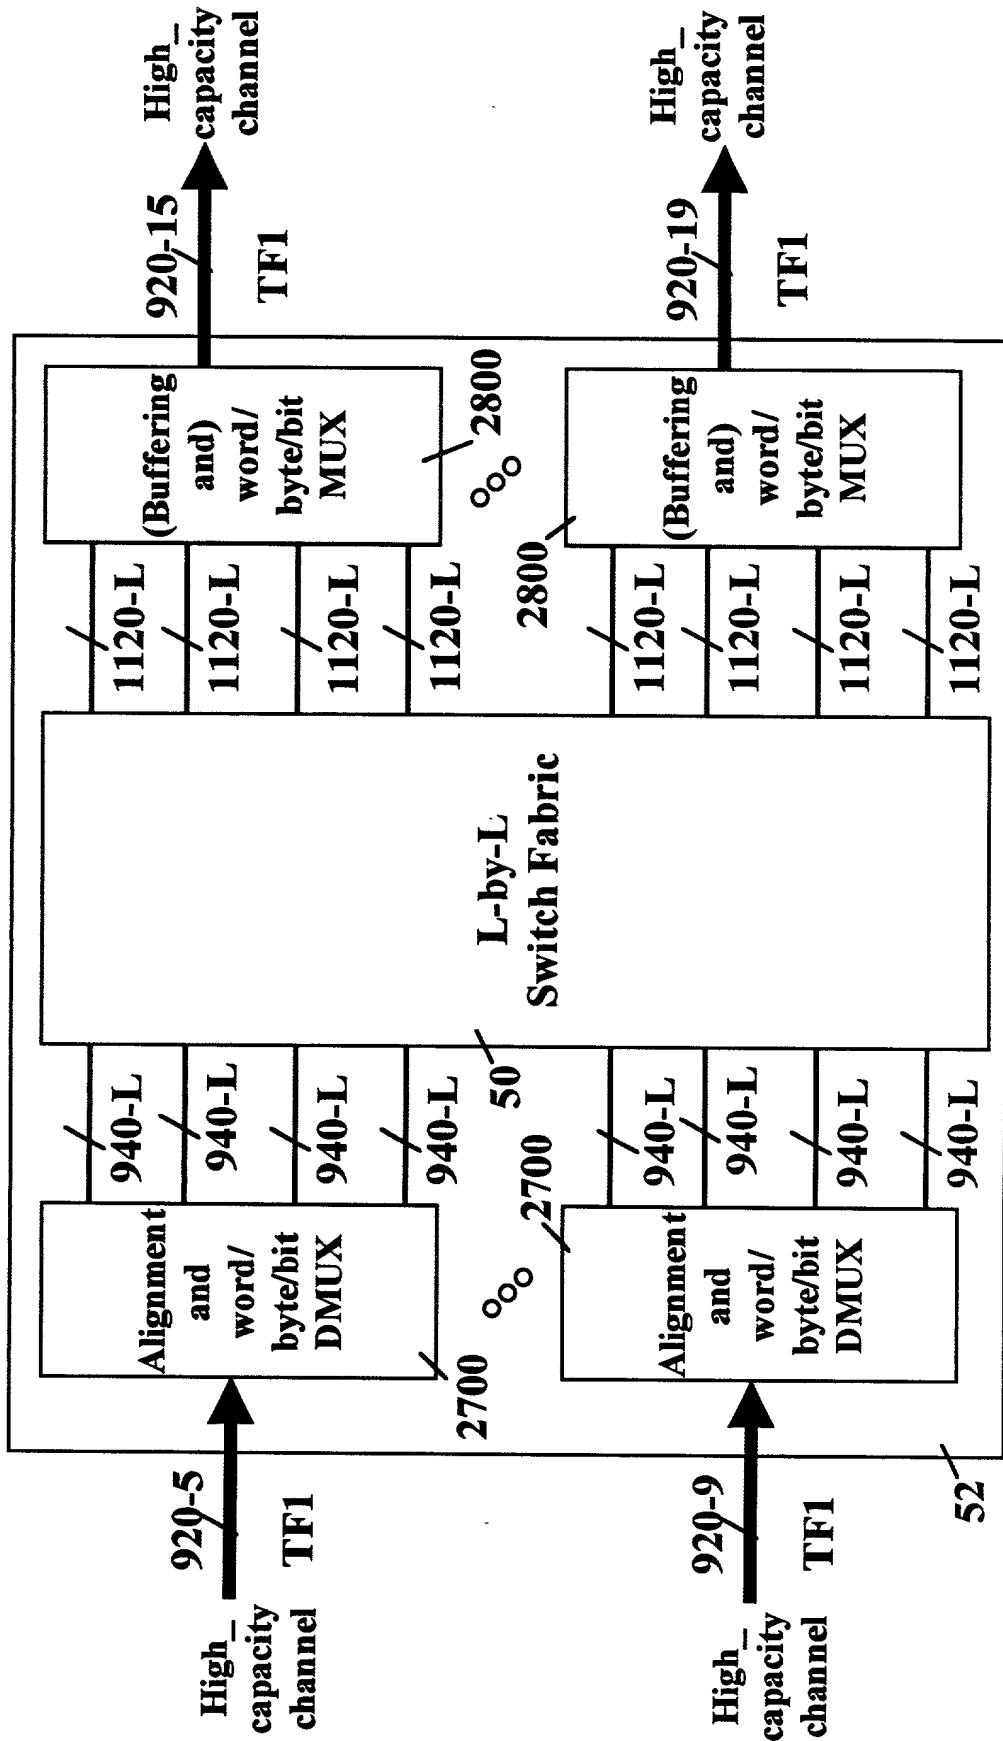 High_
capacity
channel
920-5
TF1
Alignment
and
word/
byte/bit
DMUX
2700
940-L
940-L
940-L
940-L
L-by-L
Switch Fabric
50
1120-L
1120-L
1120-L
1120-L
(Buffering
and)
word/
byte/bit
MUX
2800
920-15
TF1
High_
capacity
channel
High_
capacity
channel
920-9
TF1
Alignment
and
word/
byte/bit
DMUX
2700
940-L
940-L
940-L
940-L
1120-L
1120-L
1120-L
1120-L
(Buffering
and)
word/
byte/bit
MUX
2800
920-19
TF1
High_
capacity
channel
52